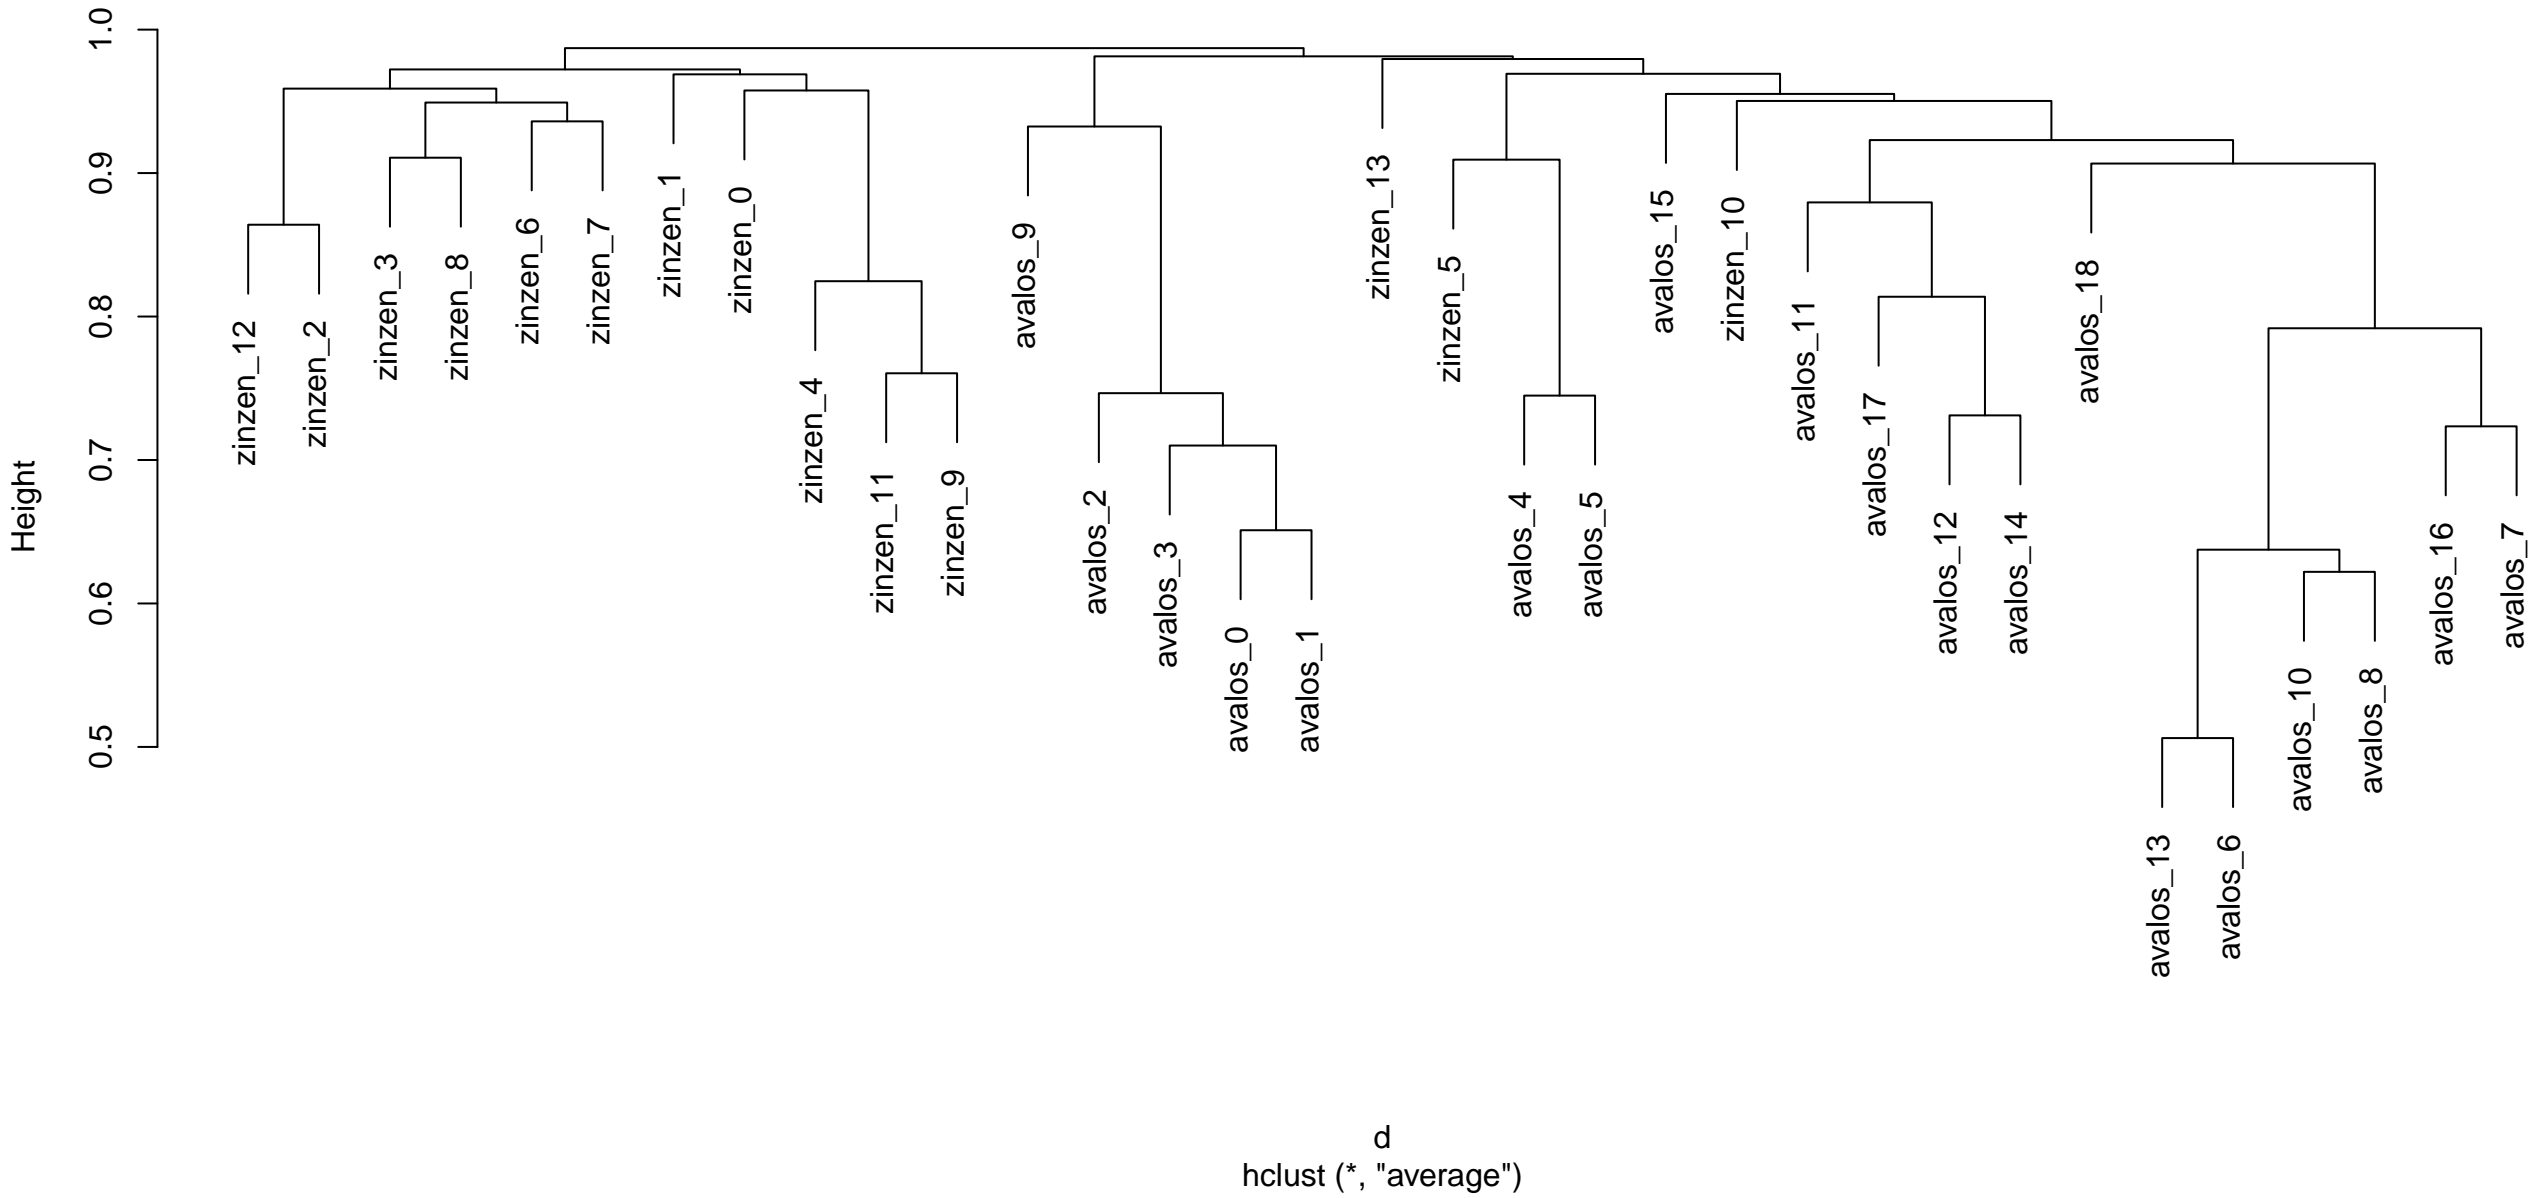 Height
1.0
0.9
0.8
0.7
0.6
0.5
zinzen_12
zinzen_2
zinzen_3
zinzen_8
zinzen_6
zinzen_7
zinzen_1
zinzen_0
zinzen_4
zinzen_11
zinzen_9
avalos_9
avalos_2
avalos_3
avalos_0
avalos_1
zinzen_13
zinzen_5
avalos_4
avalos_5
avalos_15
zinzen_10
avalos_11
avalos_17
avalos_12
avalos_14
avalos_18
avalos_13
avalos_6
avalos_10
avalos_8
avalos_16
avalos_7
d
hclust (*, "average")